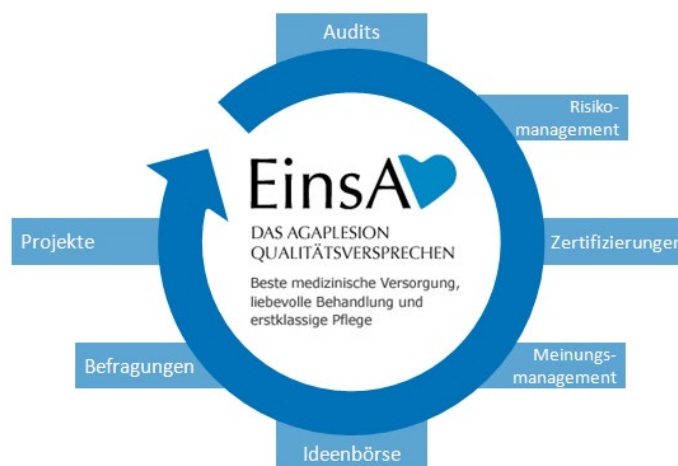 Audits
Risiko-
management
Zertifizierungen
Meinungs-
management
Ideenbörse
Befragungen
Projekte
EinsA
DAS AGAPLESION
QUALITÄTSVERSPRECHEN
Beste medizinische Versorgung,
liebevolle Behandlung und
erstklassige Pflege